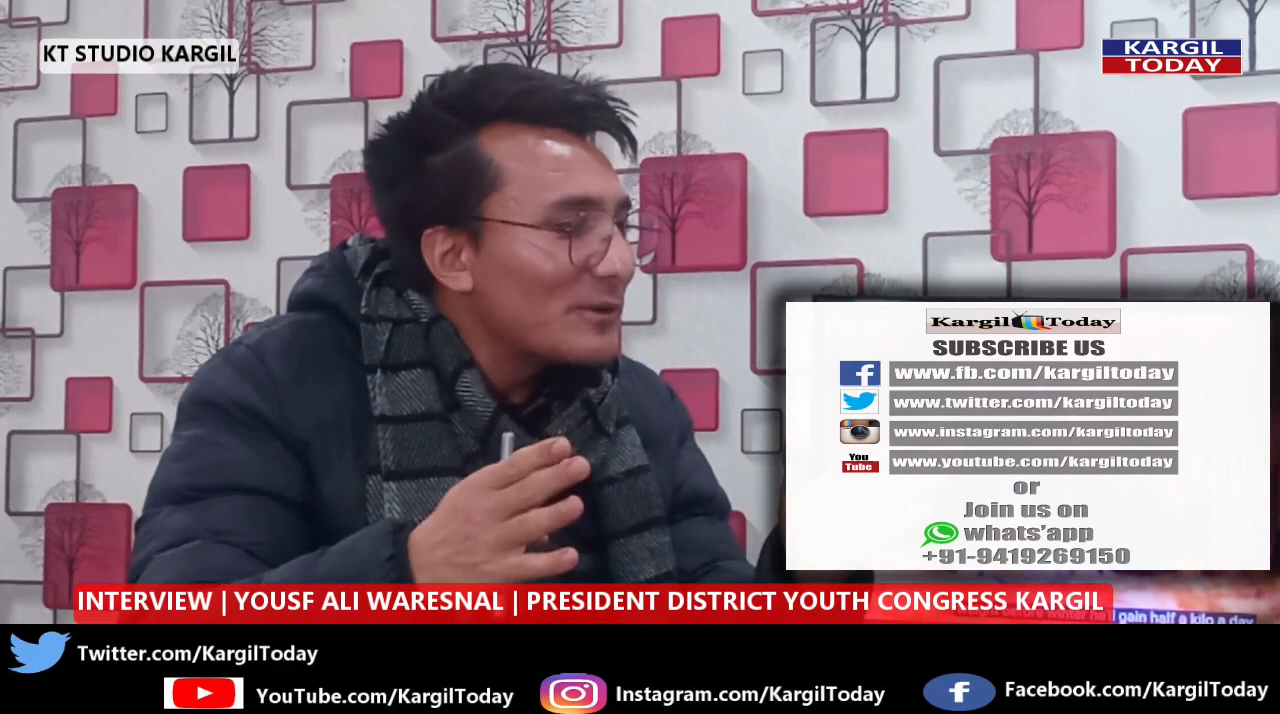 KT STUDIO KARGIL
KARGIL
TODAY
Kargil Today
SUBSCRIBE US
www.fb.com/kargiltoday
www.twitter.com/kargiltoday
www.instagram.com/kargiltoday
You
Tube
www.youtube.com/kargiltoday
or
Join us on
whats'app
+91-9419269150
INTERVIEW | YOUSF ALI WARESNAL | PRESIDENT DISTRICT YOUTH CONGRESS KARGIL
gain half a kilo a day
Twitter.com/KargilToday
YouTube.com/KargilToday
Instagram.com/KargilToday
Facebook.com/KargilToday